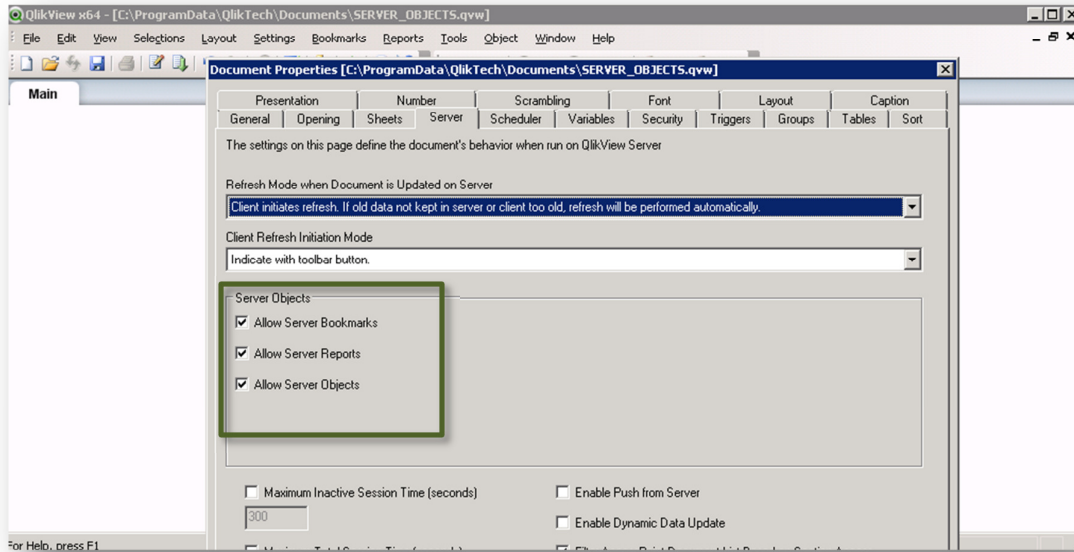 QlikView x64 - [C:\ProgramData\QlikTech\Documents\SERVER_OBJECTS.qvw]
File Edit View Selections Layout Settings Bookmarks Reports Tools Object Window Help
Document Properties [C:\ProgramData\QlikTech\Documents\SERVER_OBJECTS.qvw]
Main
Presentation Number Scrambling Font Layout Caption
General Opening Sheets Server Scheduler Variables Security Triggers Groups Tables Sort
The settings on this page define the document's behavior when run on QlikView Server
Refresh Mode when Document is Updated on Server
Client initiates refresh. If old data not kept in server or client too old, refresh will be performed automatically.
Client Refresh Initiation Mode
Indicate with toolbar button.
Server Objects
Allow Server Bookmarks
Allow Server Reports
Allow Server Objects
Maximum Inactive Session Time (seconds)
Enable Push from Server
300
Enable Dynamic Data Update
For Help, press F1